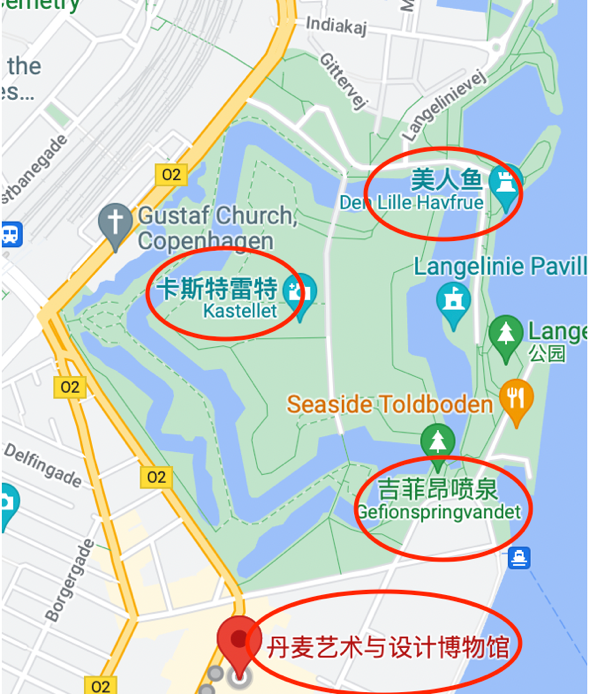 emetry
Indiakaj
M
the
es...
Gittervej
Langelinievej
stbanegade
O2
美人鱼
Den Lille Havfrue
Gustaf Church,
Copenhagen
Langelinie Pavill
卡斯特雷特
Kastellet
Lange
公园
O2
Seaside Toldboden
Delfingade
O2
吉菲昂喷泉
Gefionspringvandet
Borgergade
丹麦艺术与设计博物馆
O2